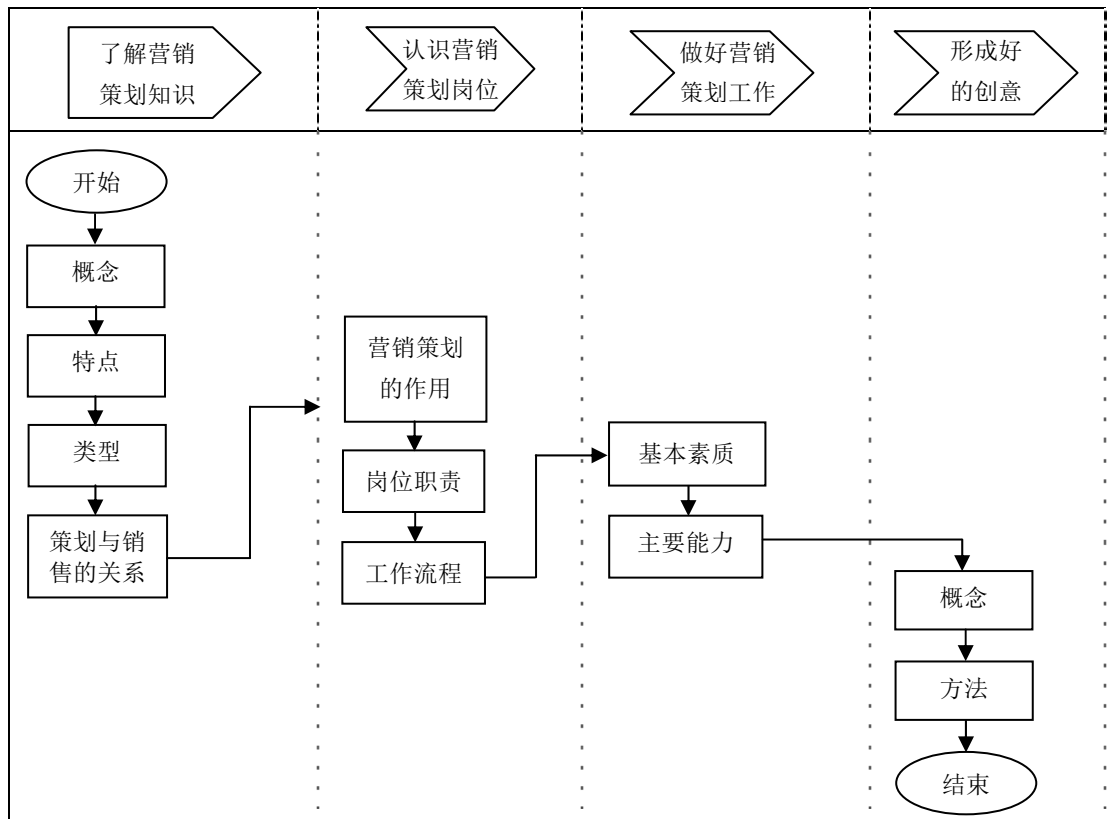 了解营销
策划知识
认识营销
策划岗位
做好营销
策划工作
形成好
的创意
开始
概念
特点
类型
策划与销
售的关系
营销策划
的作用
岗位职责
工作流程
基本素质
主要能力
概念
方法
结束